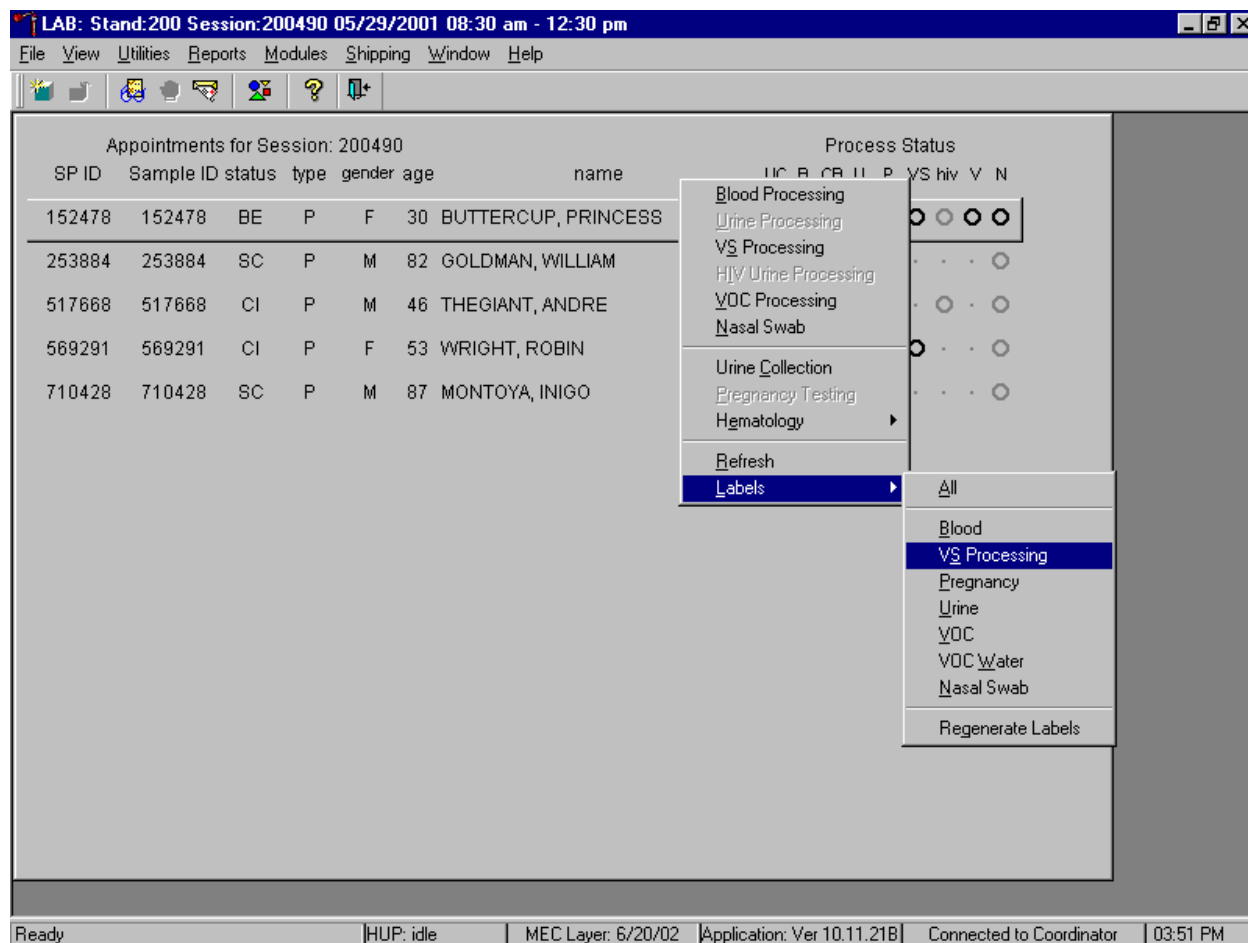 LAB: Stand:200 Session:200490 05/29/2001 08:30 am - 12:30 pm
File View Utilities Reports Modules Shipping Window Help
Appointments for Session: 200490 Process Status
SP ID Sample ID status type gender age name UC B CB U P VS hiv V N
152478 152478 BE P F 30 BUTTERCUP, PRINCESS
253884 253884 SC P M 82 GOLDMAN, WILLIAM
517668 517668 CI P M 46 THEGIANT, ANDRE
569291 569291 CI P F 53 WRIGHT, ROBIN
710428 710428 SC P M 87 MONTOYA, INIGO
Blood Processing
Urine Processing
VS Processing
HIV Urine Processing
VOC Processing
Nasal Swab
Urine Collection
Pregnancy Testing
Hematology
Refresh
Labels
All
Blood
VS Processing
Pregnancy
Urine
VOC
VOC Water
Nasal Swab
Regenerate Labels
Ready HUP: idle MEC Layer: 6/20/02 Application: Ver 10.11.21B Connected to Coordinator 03:51 PM